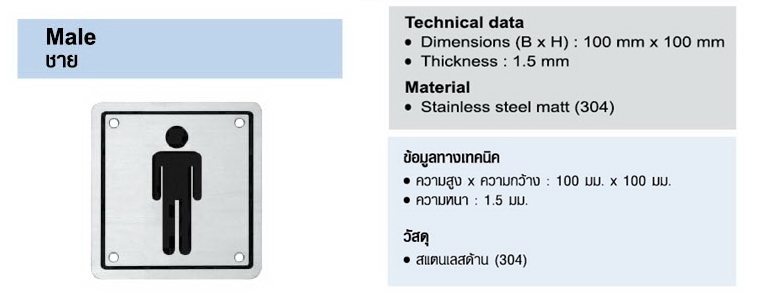 Male
ชาย
Technical data
• Dimensions (B x H) : 100 mm x 100 mm
• Thickness : 1.5 mm
Material
• Stainless steel matt (304)
ข้อมูลทางเทคนิค
• ความสูง x ความกว้าง : 100 มม. x 100 มม.
• ความหนา : 1.5 มม.
วัสดุ
• สแตนเลสด้าน (304)